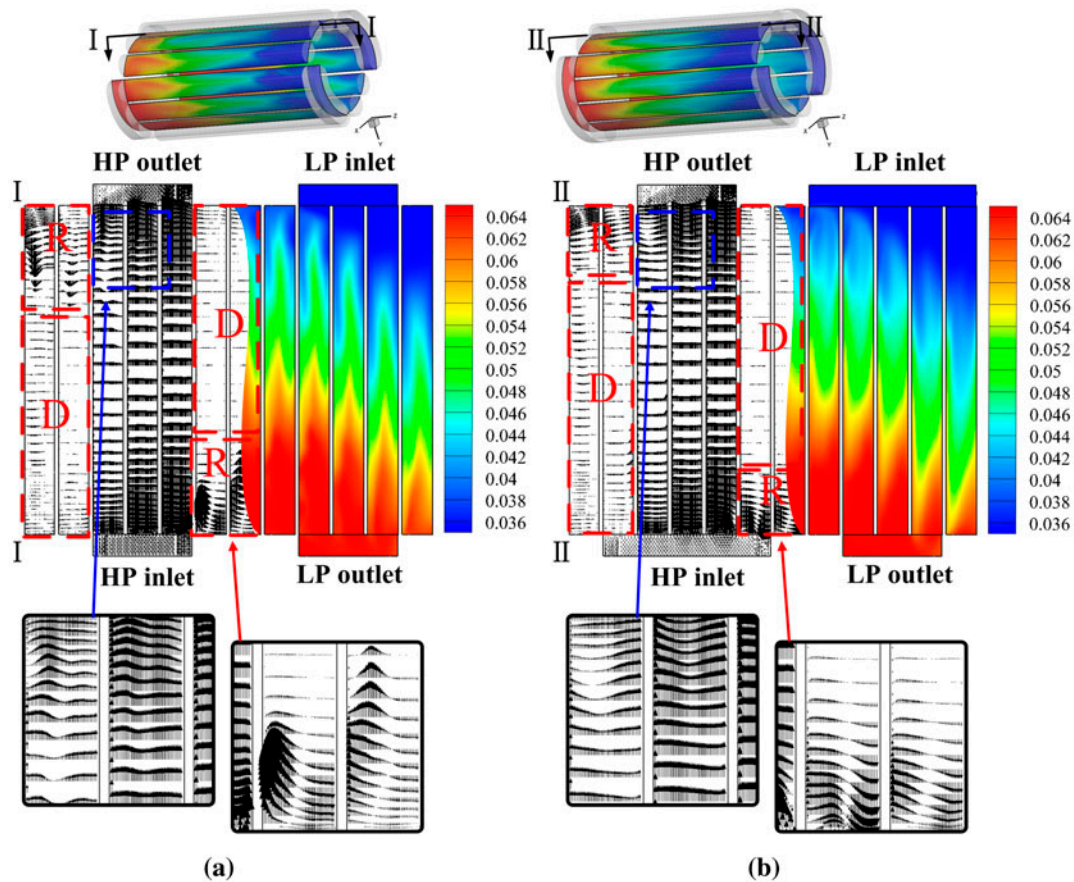 I
I
II
II
z
x
Y
z
x
Y
HP outlet
LP inlet
HP outlet
LP inlet
I
II
R
D
D
R
R
D
D
R
0.064
0.062
0.06
0.058
0.056
0.054
0.052
0.05
0.048
0.046
0.044
0.042
0.04
0.038
0.036
0.064
0.062
0.06
0.058
0.056
0.054
0.052
0.05
0.048
0.046
0.044
0.042
0.04
0.038
0.036
I
II
HP inlet
LP outlet
HP inlet
LP outlet
(a)
(b)